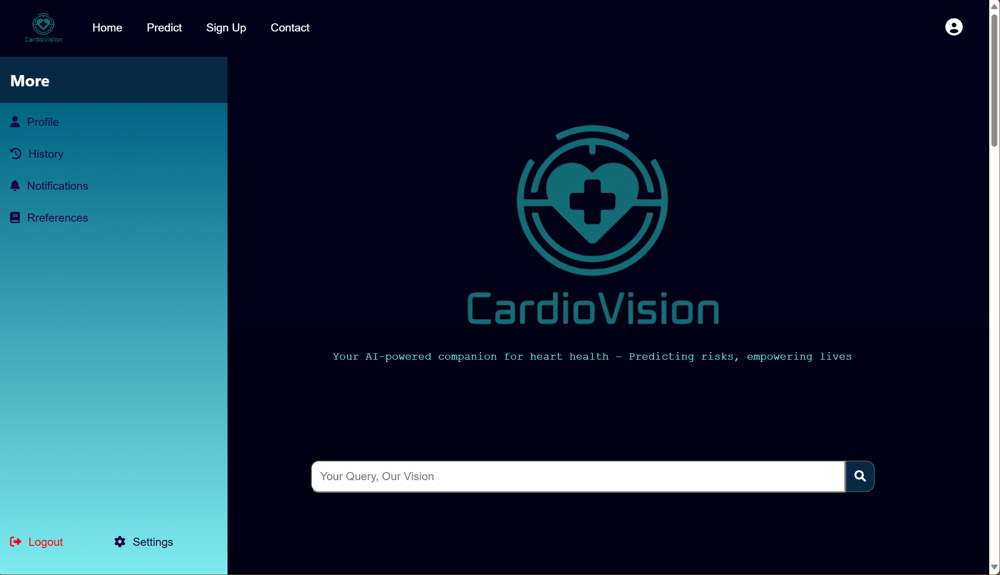 CardioVision
Home
Predict
Sign Up
Contact
More
Profile
History
Notifications
Rreferences
Logout
Settings
CardioVision
Your AI-powered companion for heart health - Predicting risks, empowering lives
Your Query, Our Vision